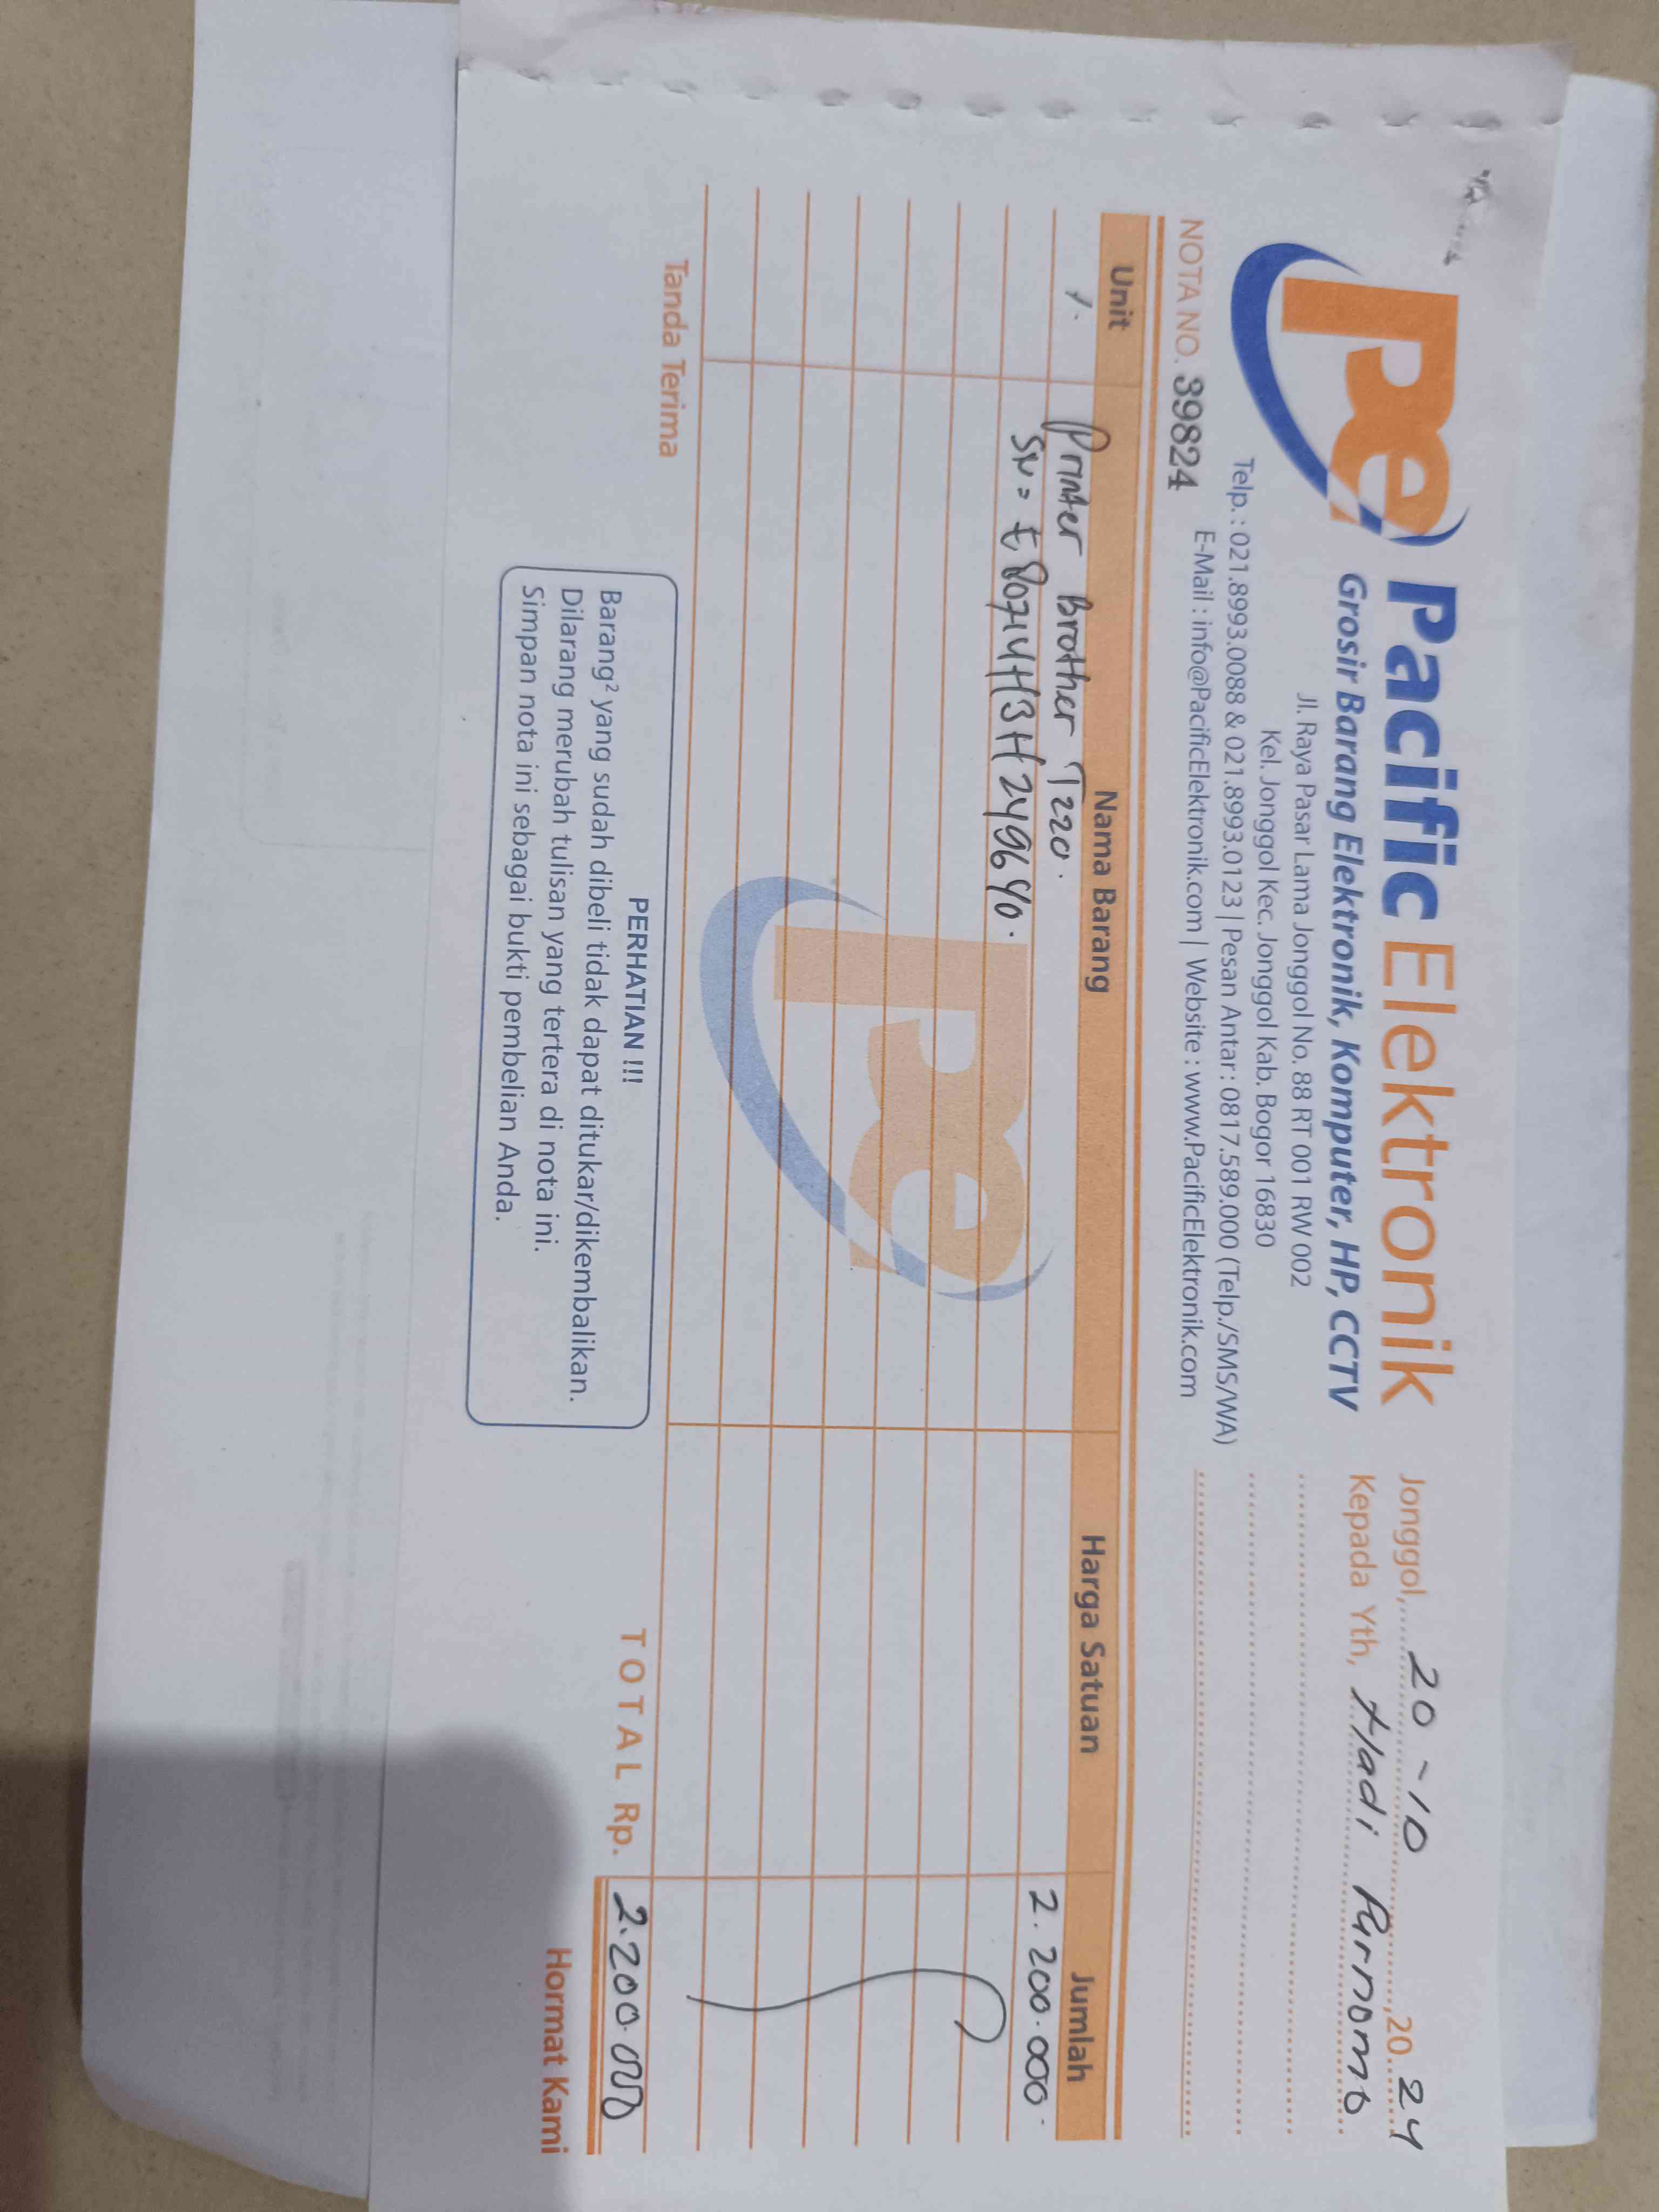 Pe Pacific Elektronik
Grosir Barang Elektronik, Komputer, HP, CCTV
Jl. Raya Pasar Lama Jonggol No. 88 RT 001 RW 002
Kel. Jonggol Kec. Jonggol Kab. Bogor 16830
Telp. : 021.8993.0088 & 021.8993.0123 | Pesan Antar : 0817.589.000 (Telp./SMS/WA)
E-Mail : info@PacificElektronik.com | Website : www.PacificElektronik.com
Jonggol, 20 - 10 2024
Kepada Yth, Hadi Purnomo
NOTA NO. 39824
Unit Nama Barang Harga Satuan Jumlah
1. Printer Brother T220. 2.200.000.
SN =
Pe
TOTAL Rp. 2.200.000
Tanda Terima
Hormat Kami
PERHATIAN !!!
Barang² yang sudah dibeli tidak dapat ditukar/dikembalikan.
Dilarang merubah tulisan yang tertera di nota ini.
Simpan nota ini sebagai bukti pembelian Anda.